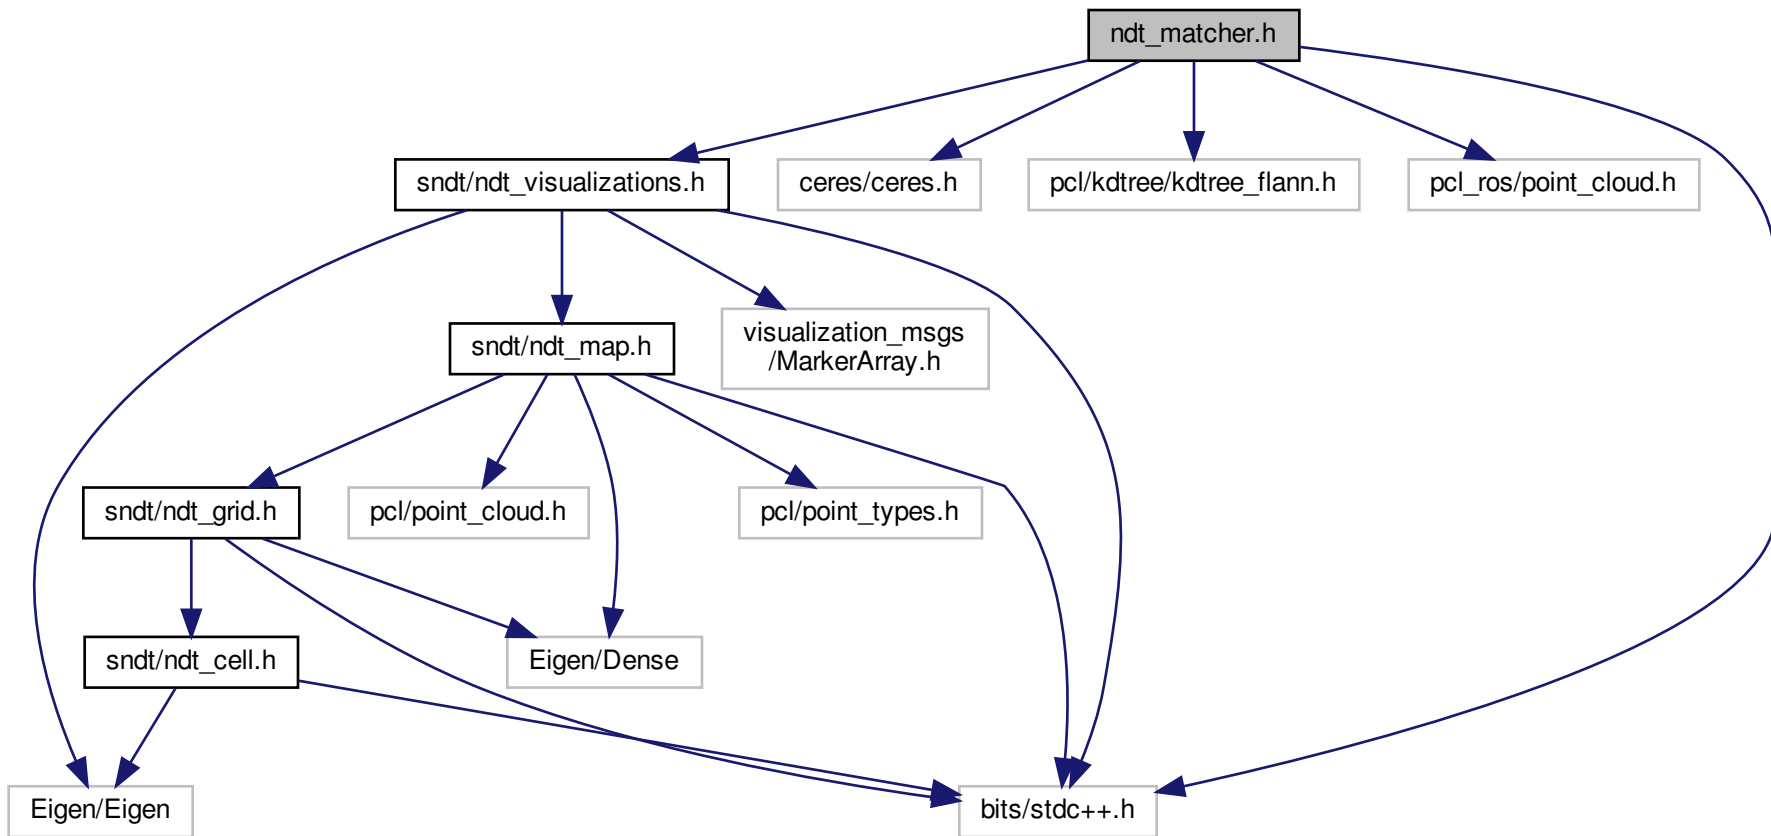 ndt_matcher.h
sndt/ndt_visualizations.h
ceres/ceres.h
pcl/kdtree/kdtree_flann.h
pcl_ros/point_cloud.h
sndt/ndt_map.h
visualization_msgs
/MarkerArray.h
sndt/ndt_grid.h
pcl/point_cloud.h
pcl/point_types.h
sndt/ndt_cell.h
Eigen/Dense
Eigen/Eigen
bits/stdc++.h